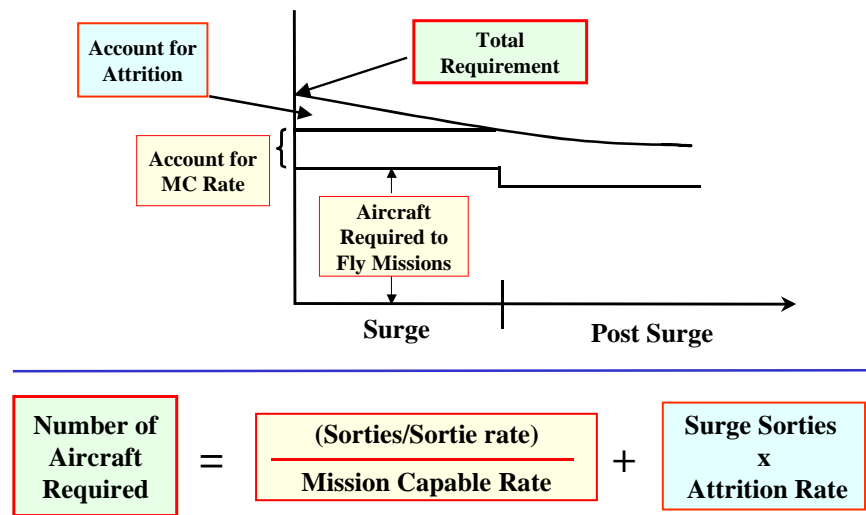 Account for
Attrition
Total
Requirement
Account for
MC Rate
Aircraft
Required to
Fly Missions
Surge
Post Surge
Number of
Aircraft
Required
=
(Sorties/Sortie rate)
Mission Capable Rate
+
Surge Sorties
x
Attrition Rate